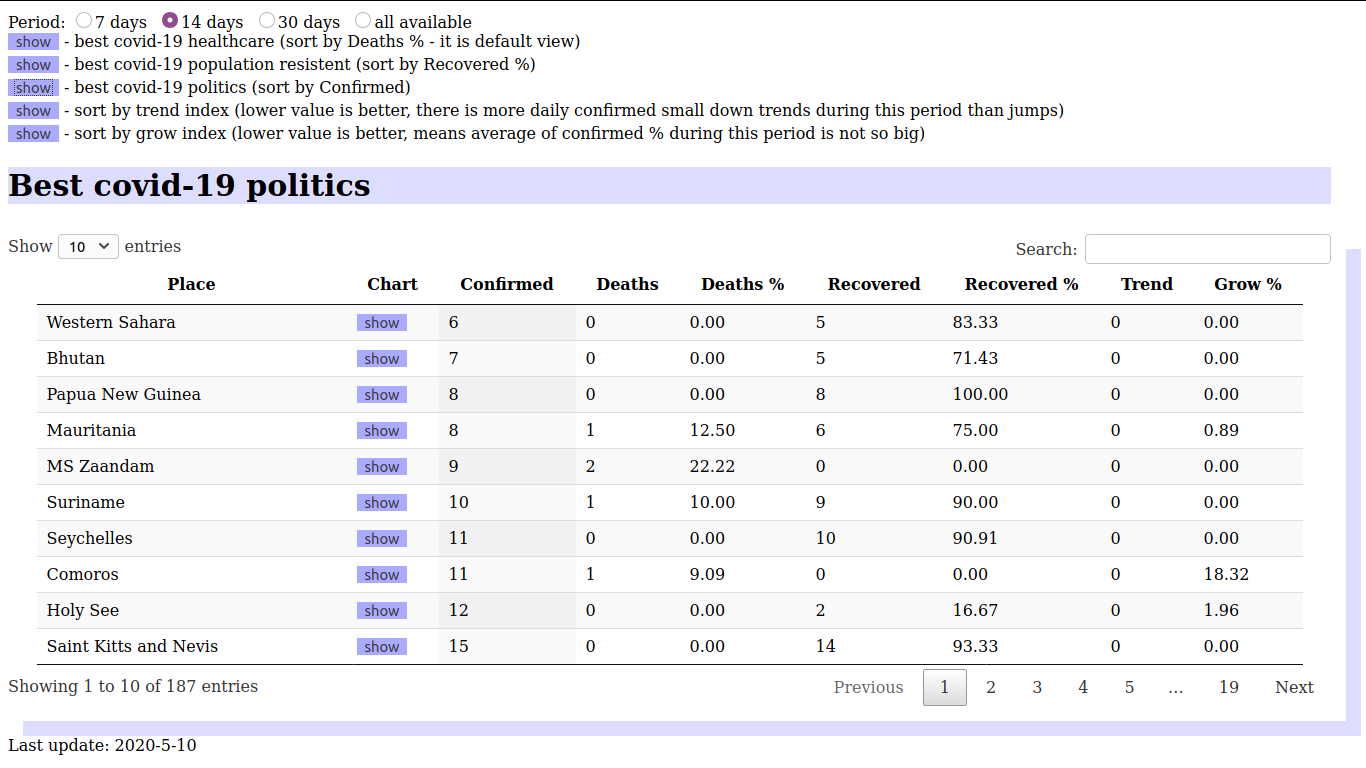 Period: 7 days 14 days 30 days all available
show - best covid-19 healthcare (sort by Deaths % - it is default view)
show - best covid-19 population resistent (sort by Recovered %)
show - best covid-19 politics (sort by Confirmed)
show - sort by trend index (lower value is better, there is more daily confirmed small down trends during this period than jumps)
show - sort by grow index (lower value is better, means average of confirmed % during this period is not so big)
Best covid-19 politics
Show 10 entries Search:
Place Chart Confirmed Deaths Deaths % Recovered Recovered % Trend Grow %
Western Sahara show 6 0 0.00 5 83.33 0 0.00
Bhutan show 7 0 0.00 5 71.43 0 0.00
Papua New Guinea show 8 0 0.00 8 100.00 0 0.00
Mauritania show 8 1 12.50 6 75.00 0 0.89
MS Zaandam show 9 2 22.22 0 0.00 0 0.00
Suriname show 10 1 10.00 9 90.00 0 0.00
Seychelles show 11 0 0.00 10 90.91 0 0.00
Comoros show 11 1 9.09 0 0.00 0 18.32
Holy See show 12 0 0.00 2 16.67 0 1.96
Saint Kitts and Nevis show 15 0 0.00 14 93.33 0 0.00
Showing 1 to 10 of 187 entries Previous 1 2 3 4 5 … 19 Next
Last update: 2020-5-10